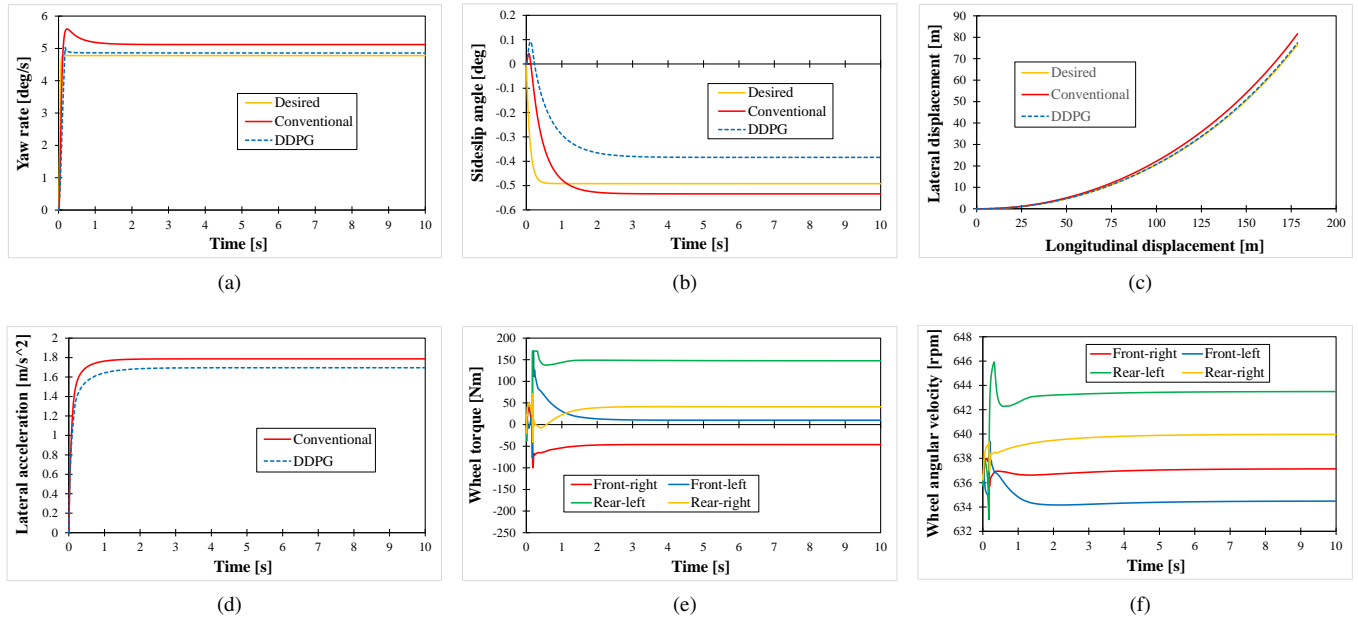 Yaw rate [deg/s]
6
5
4
3
2
1
0
Desired
Conventional
DDPG
0 1 2 3 4 5 6 7 8 9 10
Time [s]
(a)
Sideslip angle [deg]
0.2
0.1
0
-0.1
-0.2
-0.3
-0.4
-0.5
-0.6
Desired
Conventional
DDPG
0 1 2 3 4 5 6 7 8 9 10
Time [s]
(b)
Lateral displacement [m]
90
80
70
60
50
40
30
20
10
0
Desired
Conventional
DDPG
0 25 50 75 100 125 150 175 200
Longitudinal displacement [m]
(c)
Lateral acceleration [m/s^2]
2
1.8
1.6
1.4
1.2
1
0.8
0.6
0.4
0.2
0
Conventional
DDPG
0 1 2 3 4 5 6 7 8 9 10
Time [s]
(d)
Wheel torque [Nm]
200
150
100
50
0
-50
-100
-150
-200
-250
Front-right Front-left
Rear-left Rear-right
0 1 2 3 4 5 6 7 8 9 10
Time [s]
(e)
Wheel angular velocity [rpm]
648
646
644
642
640
638
636
634
632
Front-right Front-left
Rear-left Rear-right
0 1 2 3 4 5 6 7 8 9 10
Time [s]
(f)